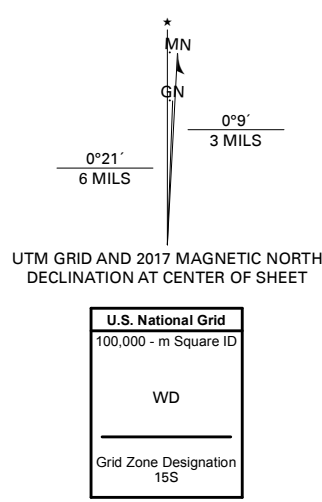 ★
MN
GN
0°9´
3 MILS
0°21´
6 MILS
UTM GRID AND 2017 MAGNETIC NORTH
DECLINATION AT CENTER OF SHEET
U.S. National Grid
100,000 - m Square ID
WD
Grid Zone Designation
15S